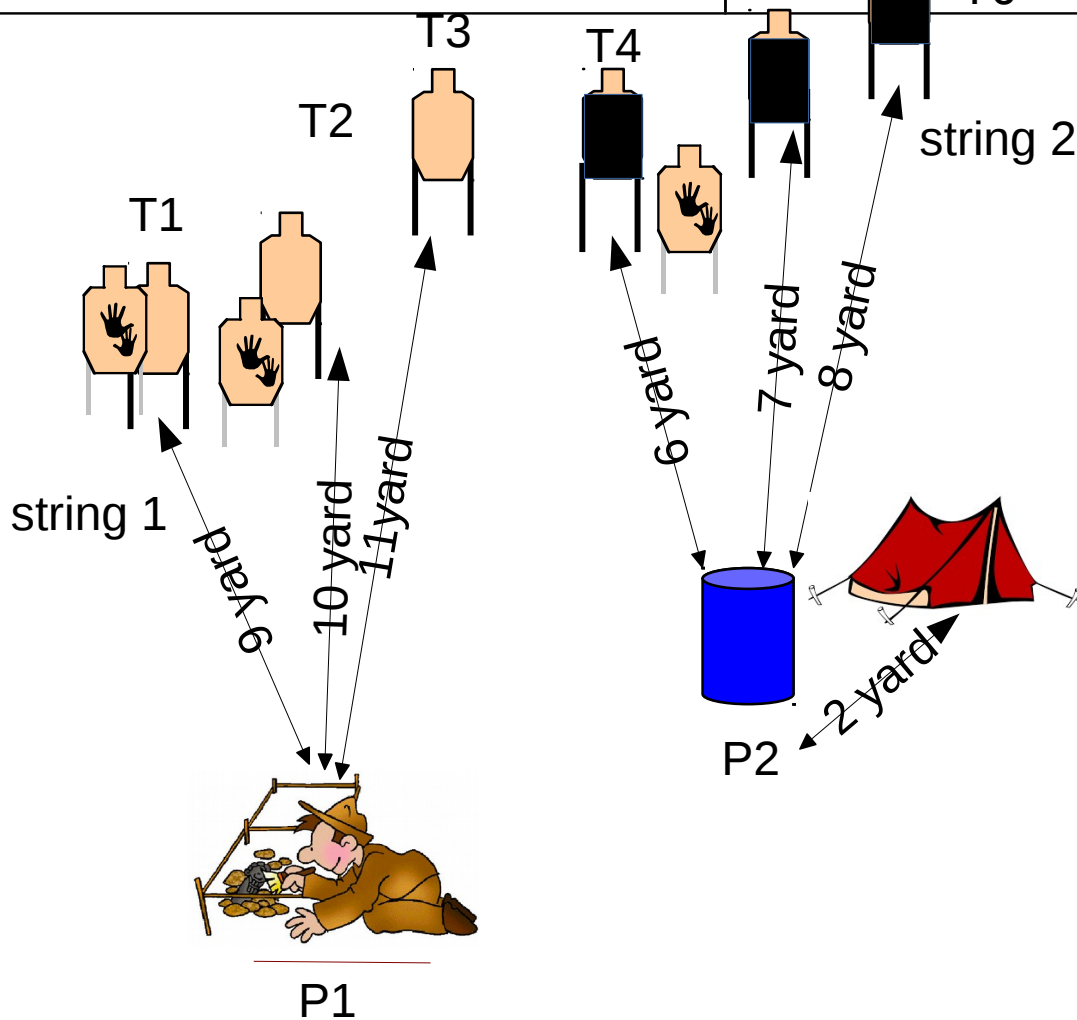 T3
T4
T2
string 2
T1
7 yard
8 yard
6 yard
string 1
10 yard
11yard
9 yard
2 yard
P2
P1